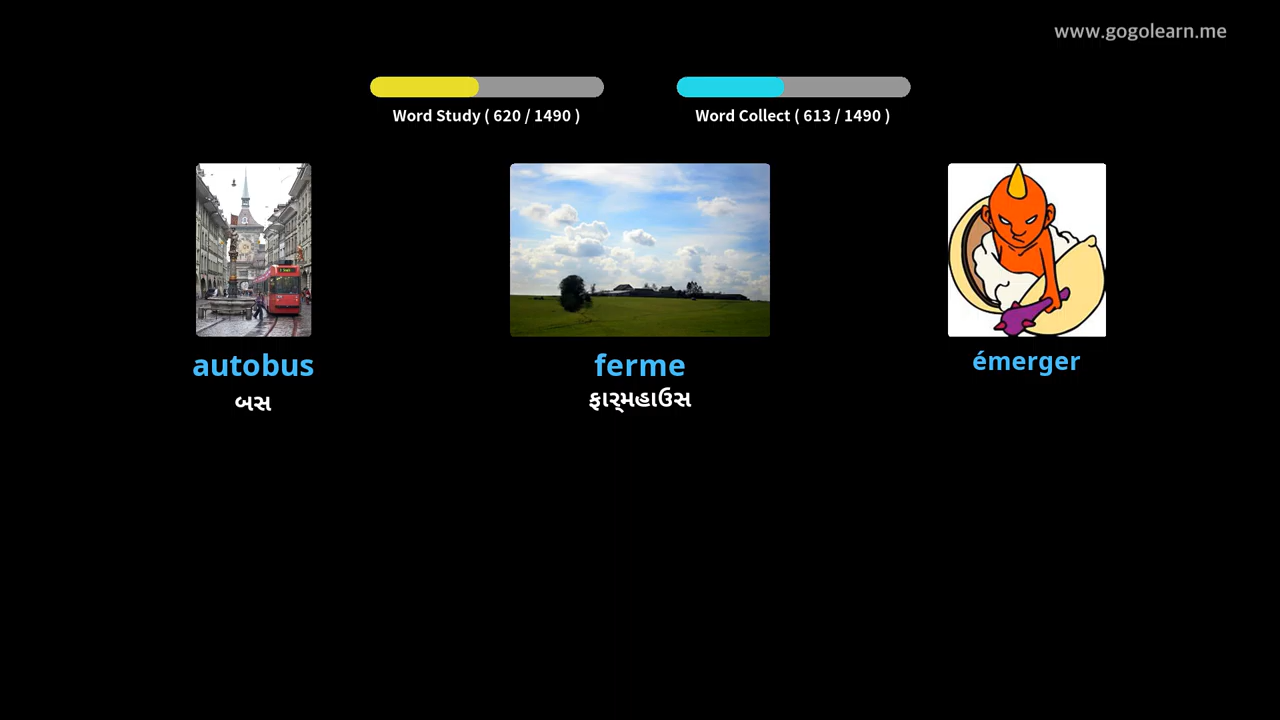 www.gogolearn.me
Word Study ( 620 / 1490 )
Word Collect ( 613 / 1490 )
autobus
ferme
émerger
બસ
ફાર્મહાઉસ